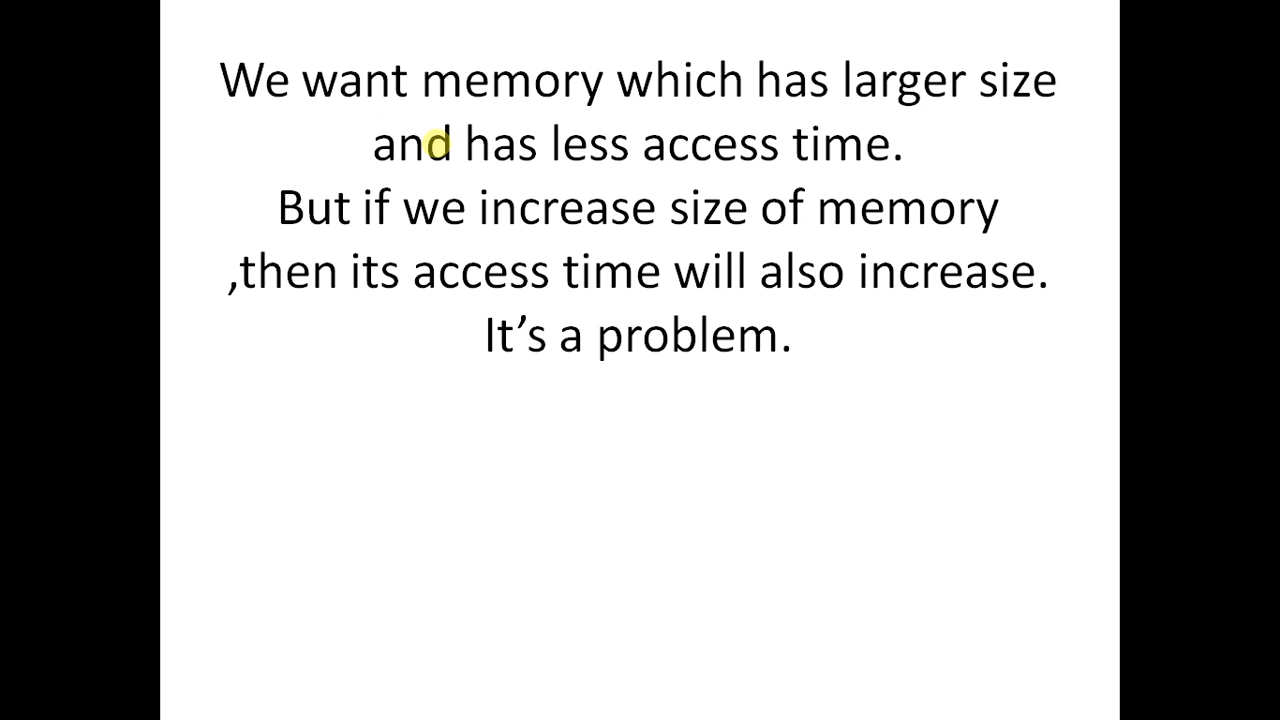 We want memory which has larger size
and has less access time.
But if we increase size of memory
,then its access time will also increase.
It’s a problem.